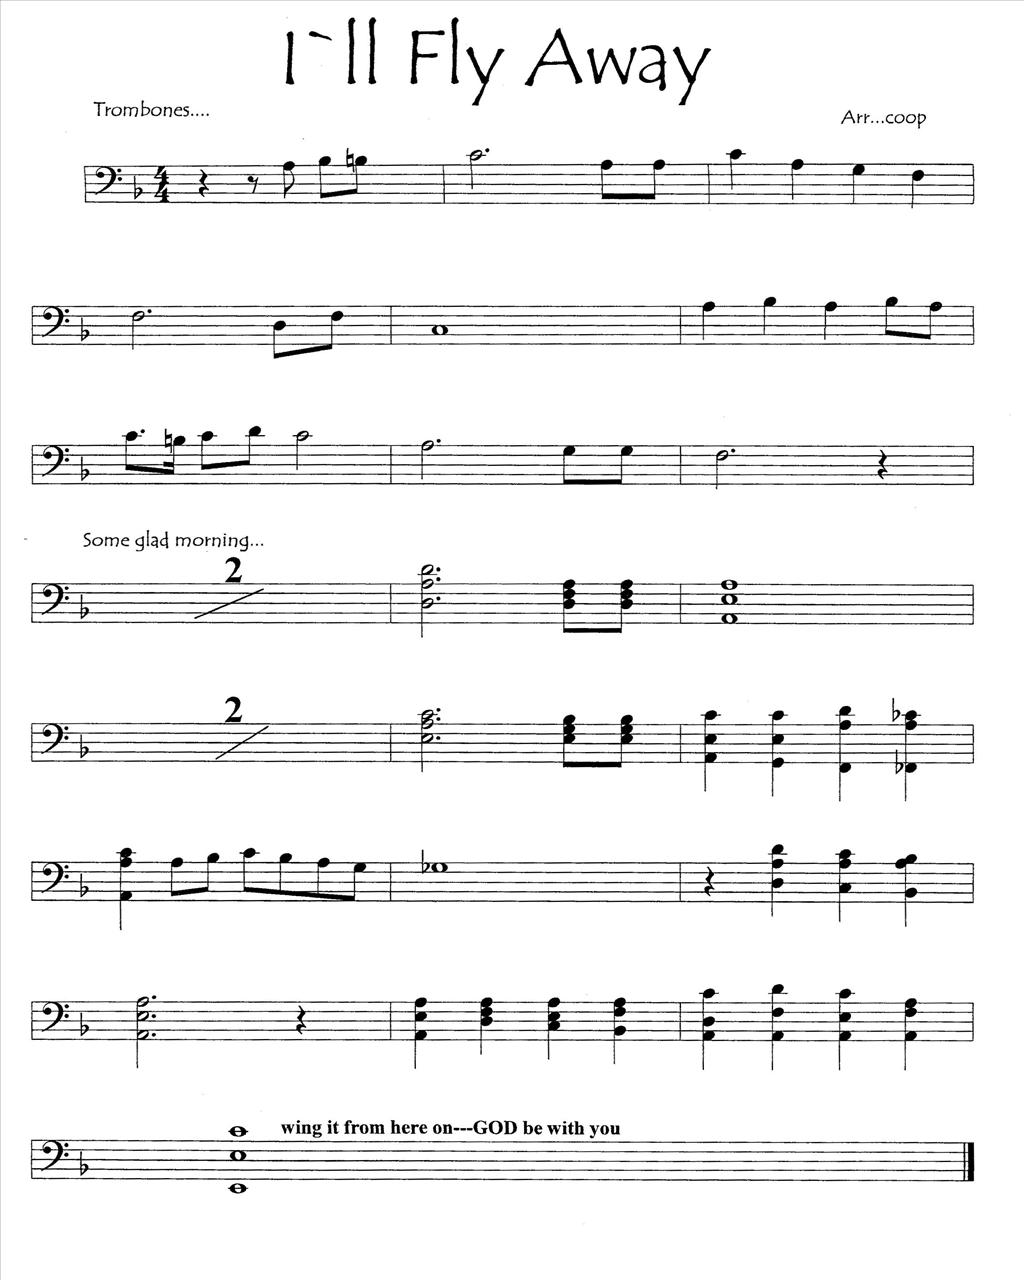 I`ll Fly Away
Trombones....
Arr...coop
4
4
Some glad morning...
2
2
wing it from here on---GOD be with you